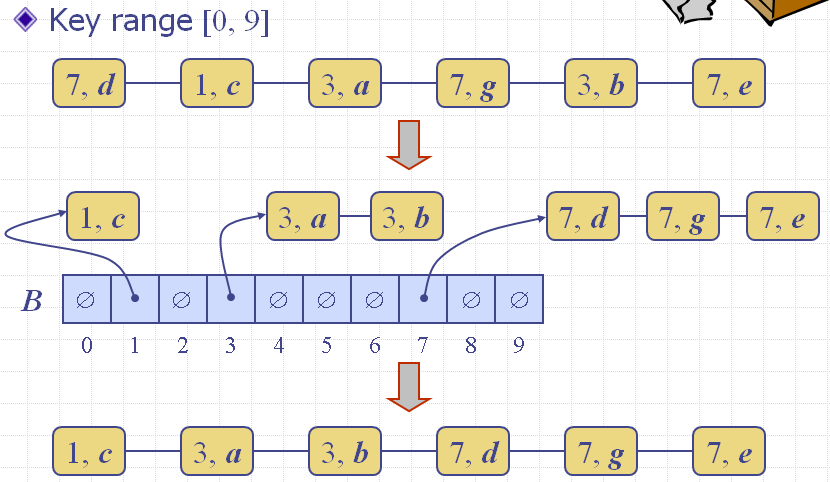 Key range [0, 9]
7, d 1, c 3, a 7, g 3, b 7, e
1, c 3, a 3, b 7, d 7, g 7, e
B ∅ ∅ ∅ ∅ ∅ ∅ ∅
0 1 2 3 4 5 6 7 8 9
1, c 3, a 3, b 7, d 7, g 7, e